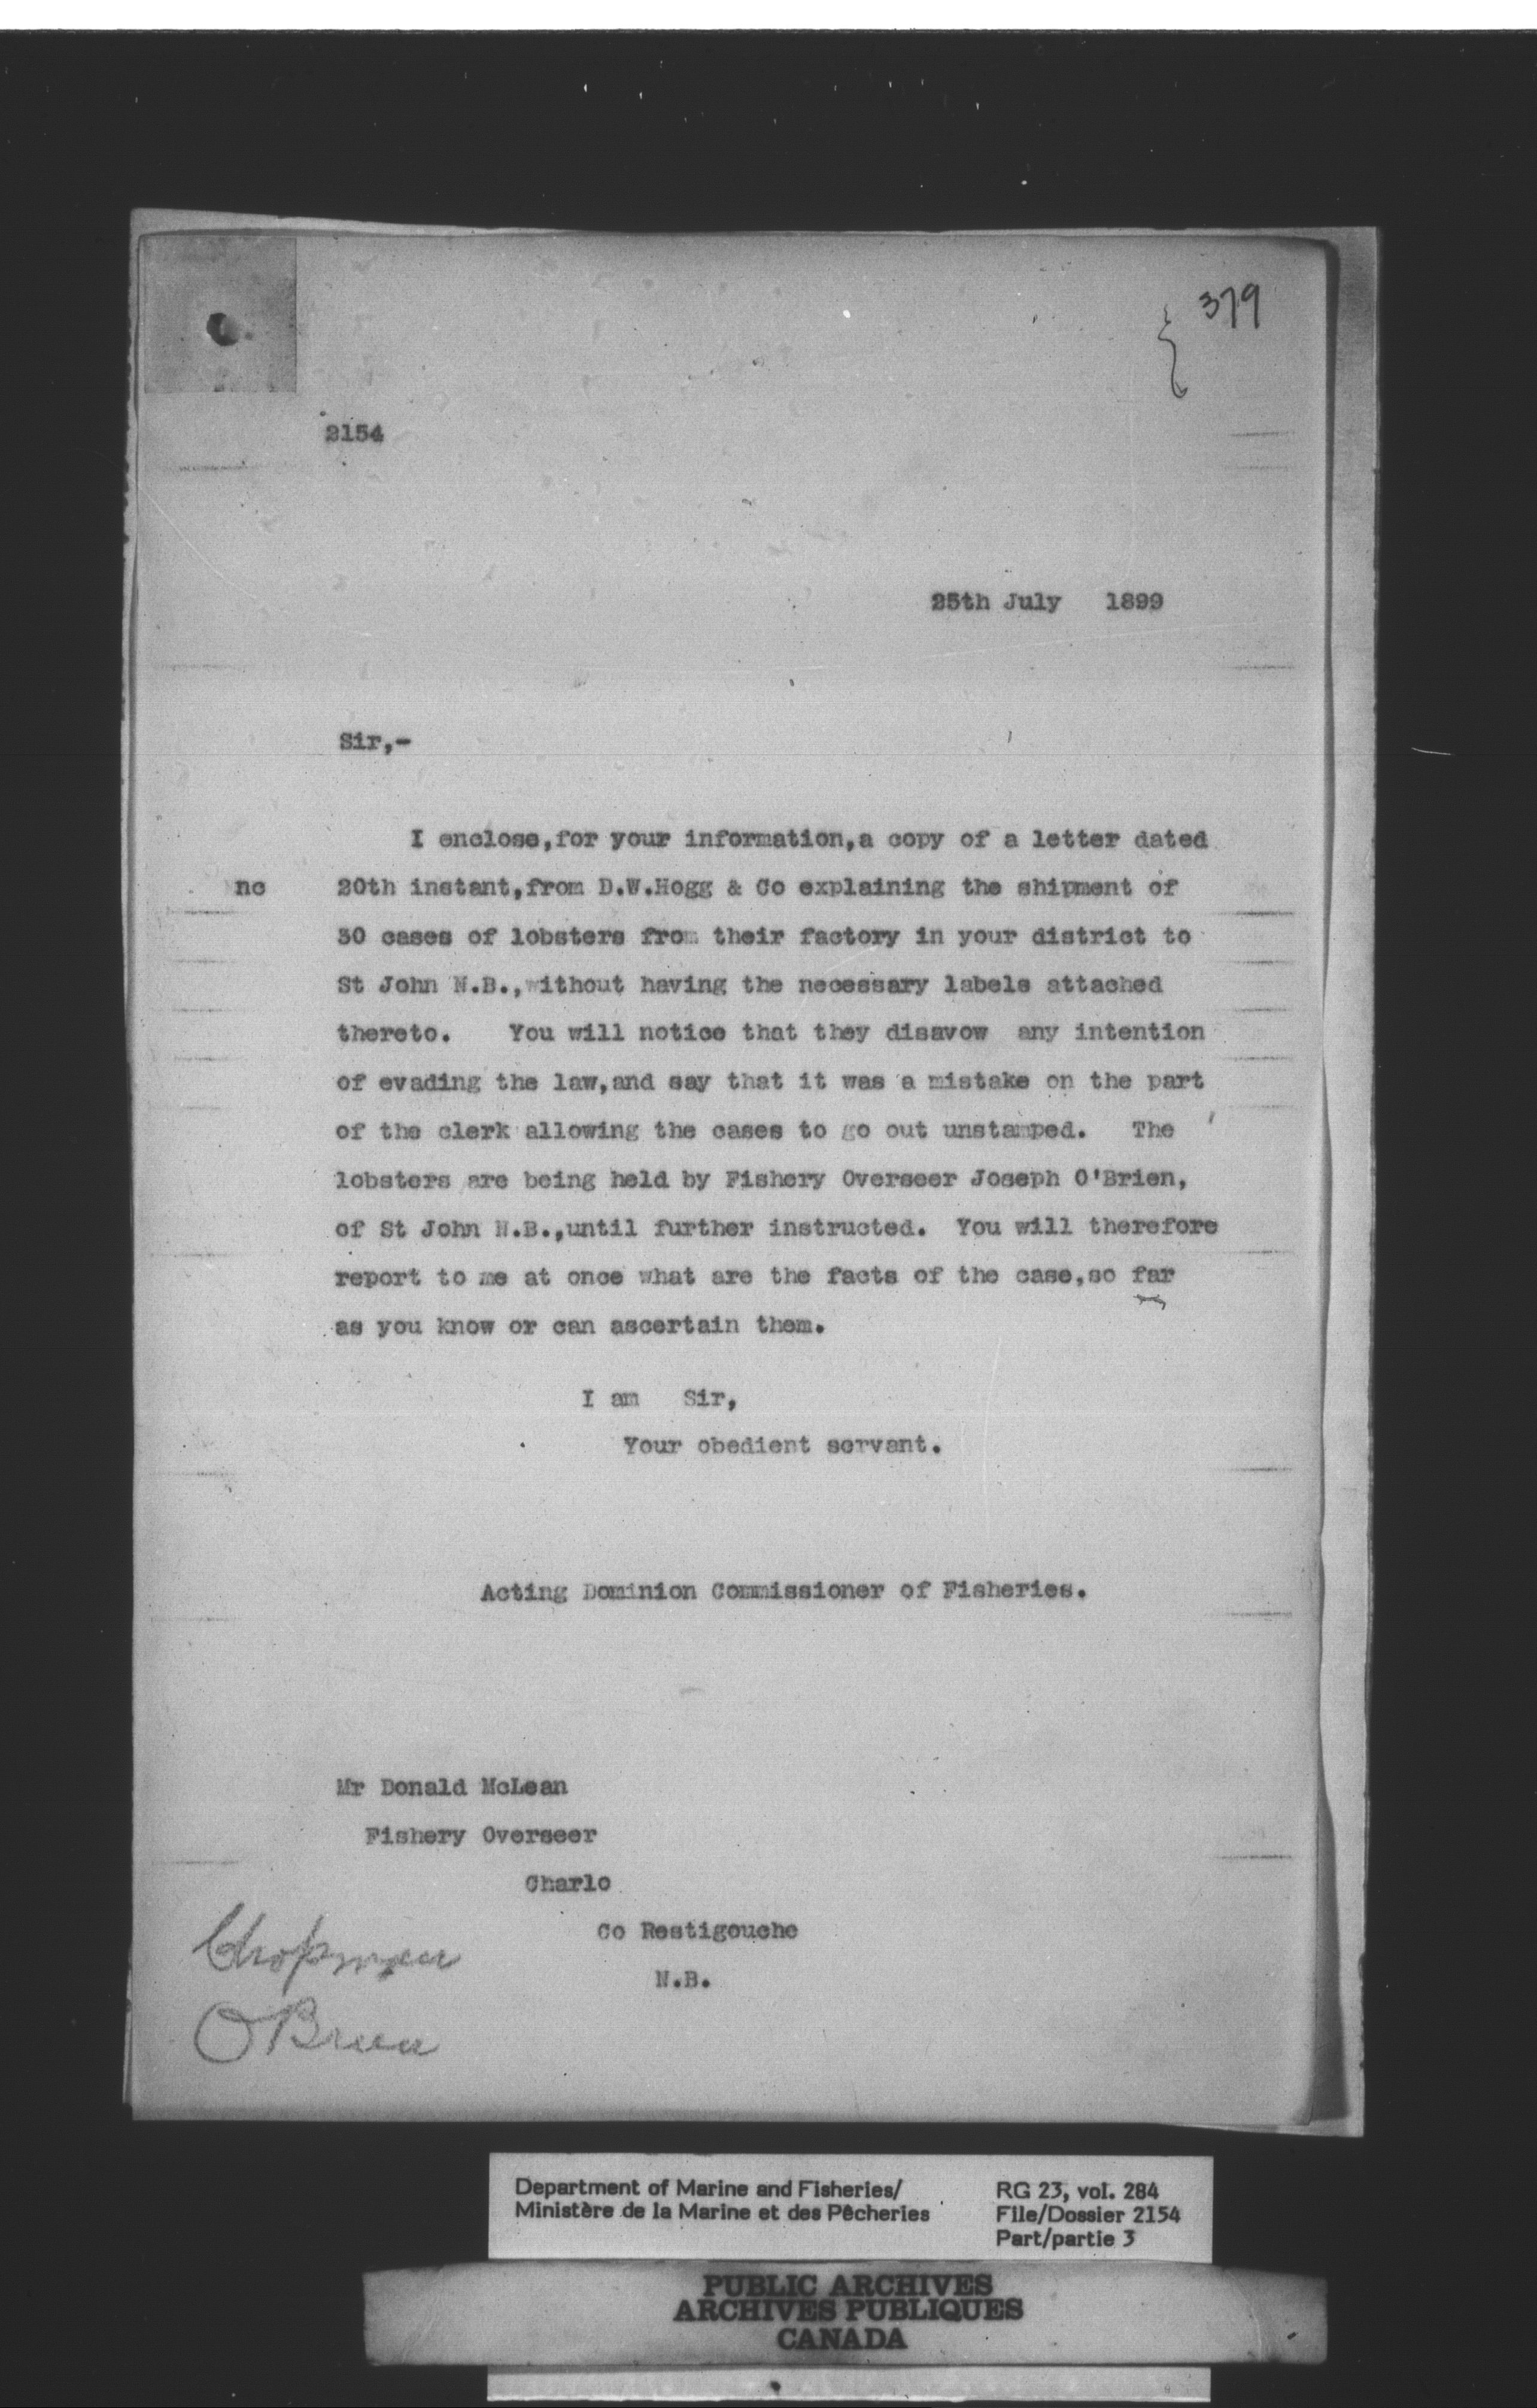 379
2154
25th July 1899
Sir,-
I enclose,for your information,a copy of a letter dated
nc 20th instant,from D.W.Hogg & Co explaining the shipment of
30 cases of lobsters from their factory in your district to
St John N.B.,without having the necessary labels attached
thereto. You will notice that they disavow any intention
of evading the law,and say that it was a mistake on the part
of the clerk allowing the cases to go out unstamped. The
lobsters are being held by Fishery Overseer Joseph O'Brien,
of St John N.B.,until further instructed. You will therefore
report to me at once what are the facts of the case,so far
as you know or can ascertain them.
I am Sir,
Your obedient servant.
Acting Dominion Commissioner of Fisheries.
Mr Donald McLean
Fishery Overseer
Charlo
Co Restigouche
N.B.
Chapman
OBrien
Department of Marine and Fisheries/
Ministère de la Marine et des Pêcheries
RG 23, vol. 284
File/Dossier 2154
Part/partie 3
PUBLIC ARCHIVES
ARCHIVES PUBLIQUES
CANADA